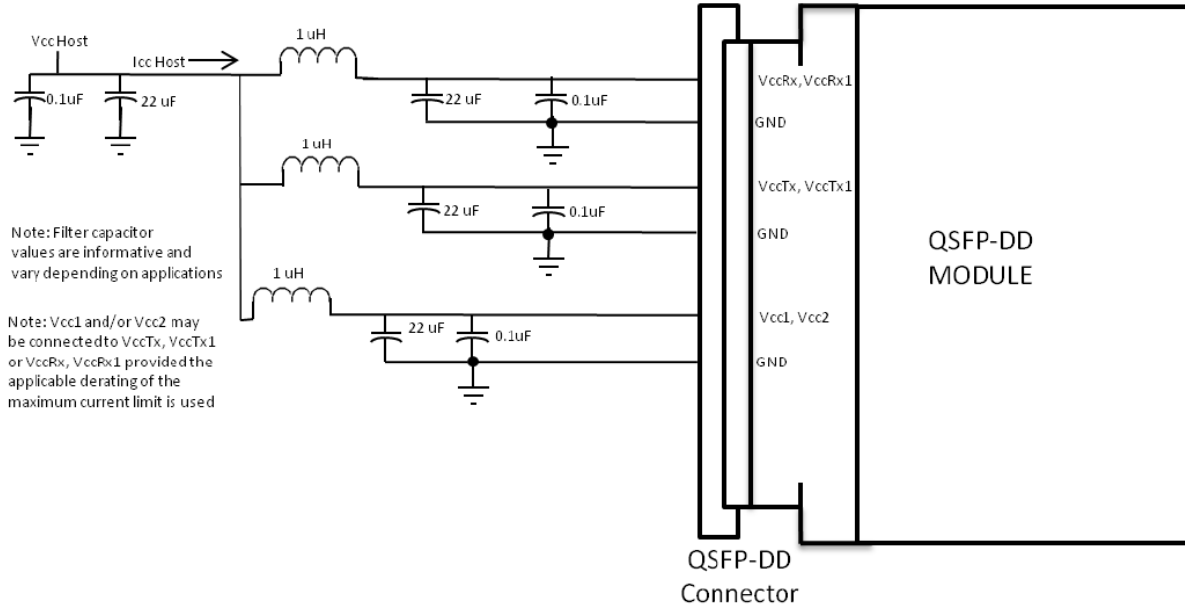 Vcc Host
Icc Host
0.1uF
22 uF
1 uH
22 uF
0.1uF
VccRx, VccRx1
GND
1 uH
22 uF
0.1uF
VccTx, VccTx1
GND
Note: Filter capacitor
values are informative and
vary depending on applications
1 uH
22 uF
0.1uF
Vcc1, Vcc2
GND
Note: Vcc1 and/or Vcc2 may
be connected to VccTx, VccTx1
or VccRx, VccRx1 provided the
applicable derating of the
maximum current limit is used
QSFP-DD
MODULE
QSFP-DD
Connector